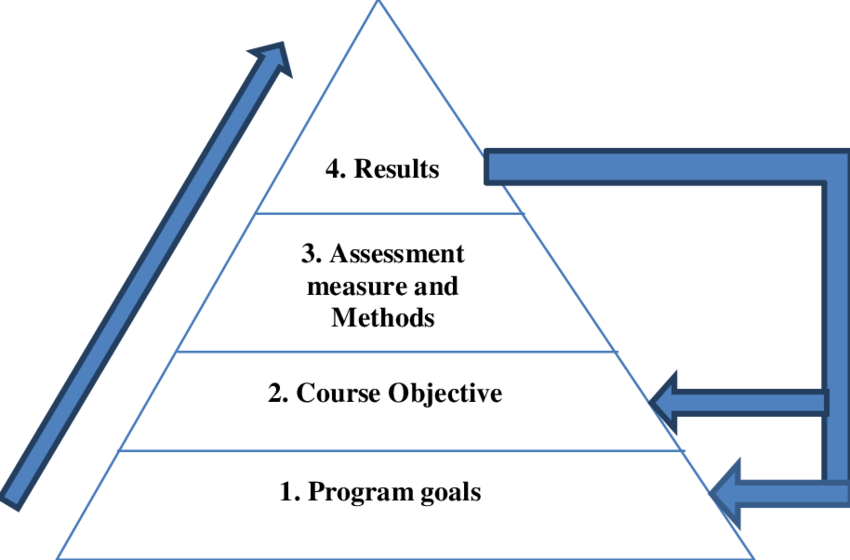 4. Results
3. Assessment
measure and
Methods
2. Course Objective
1. Program goals